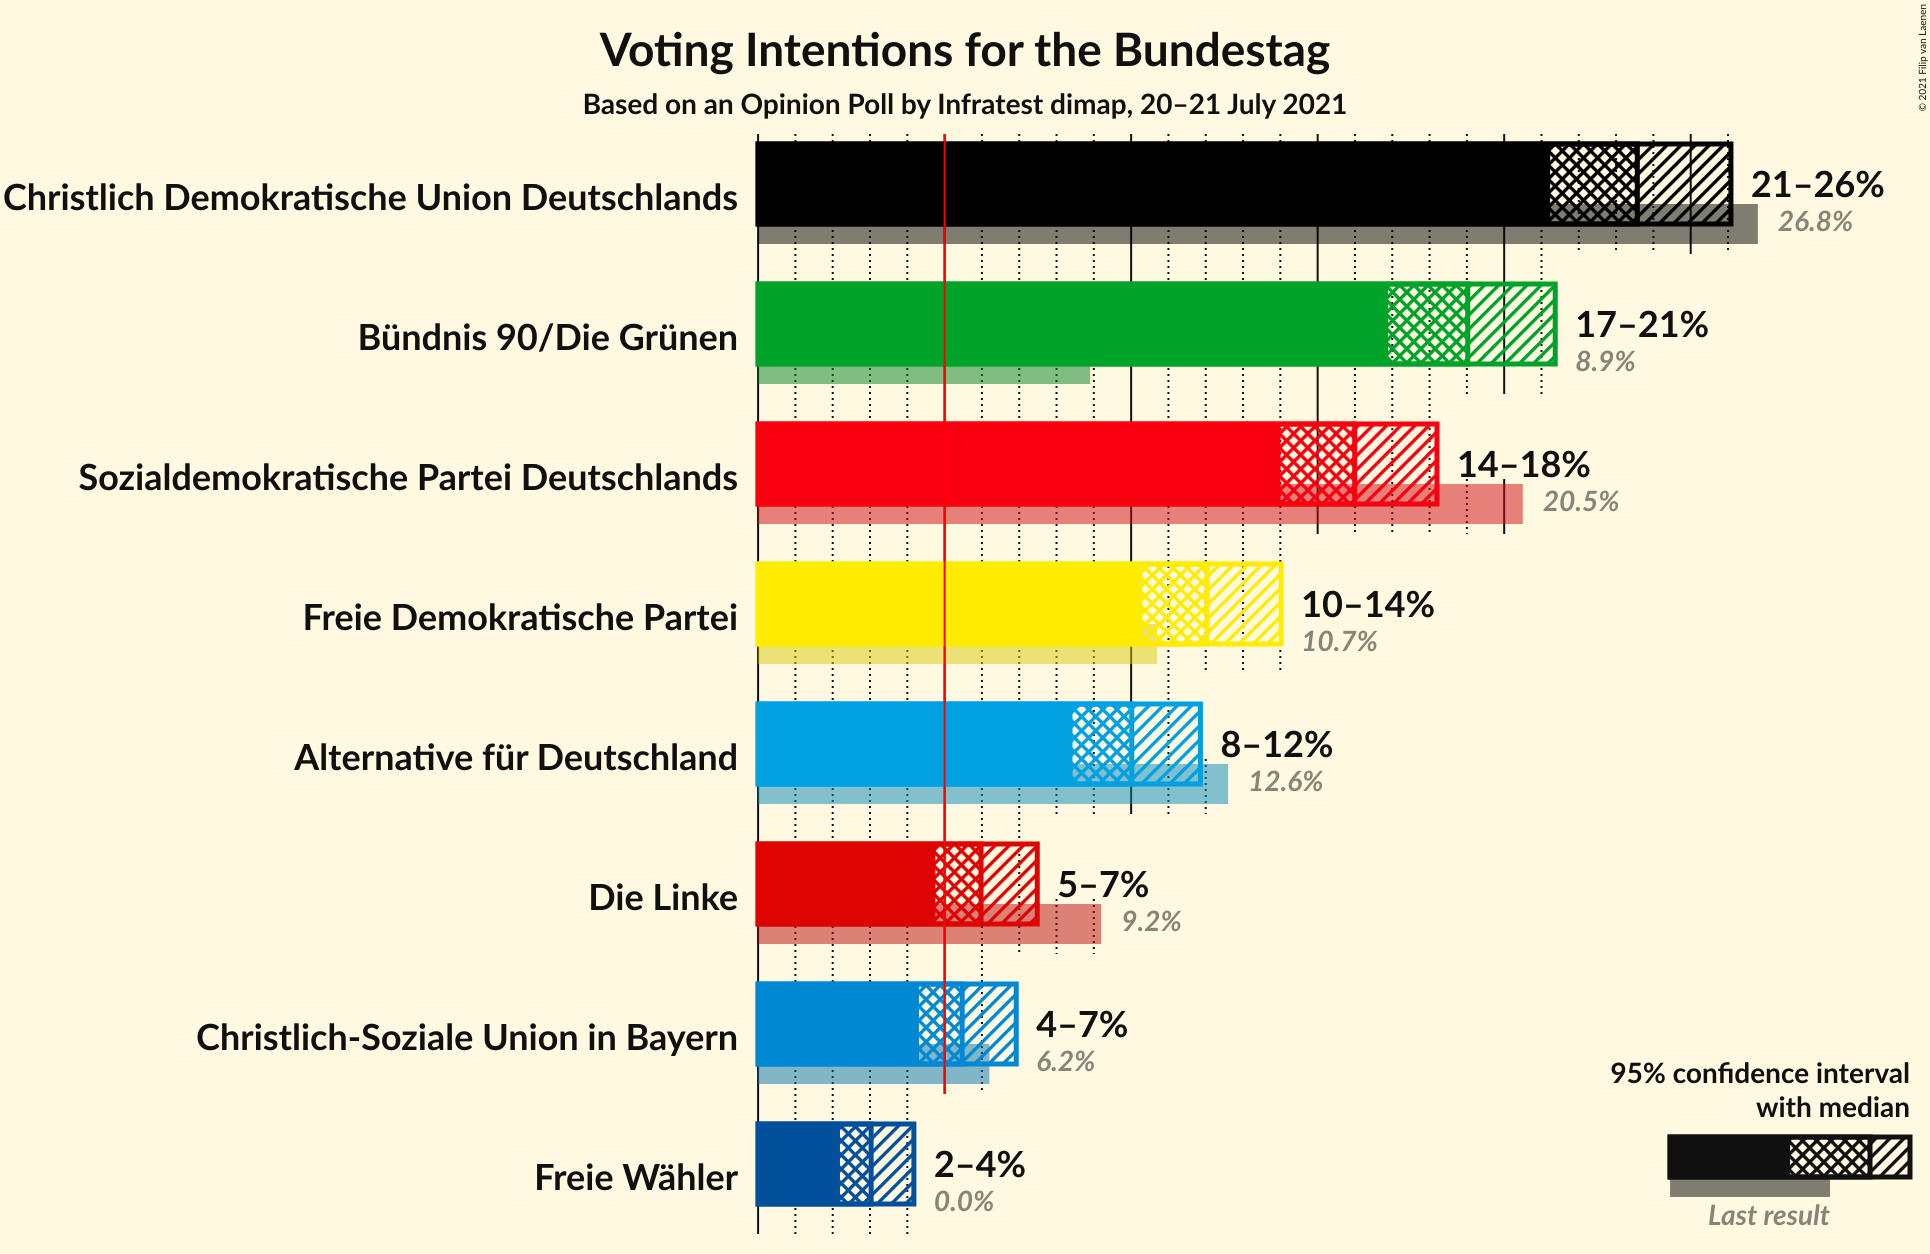 Voting Intentions for the Bundestag
Based on an Opinion Poll by Infratest dimap, 20–21 July 2021
© 2021 Filip van Laenen
Christlich Demokratische Union Deutschlands
21–26%
26.8%
Bündnis 90/Die Grünen
17–21%
8.9%
Sozialdemokratische Partei Deutschlands
14–18%
20.5%
Freie Demokratische Partei
10–14%
10.7%
Alternative für Deutschland
8–12%
12.6%
Die Linke
5–7%
9.2%
Christlich-Soziale Union in Bayern
4–7%
6.2%
Freie Wähler
2–4%
0.0%
95% confidence interval
with median
Last result